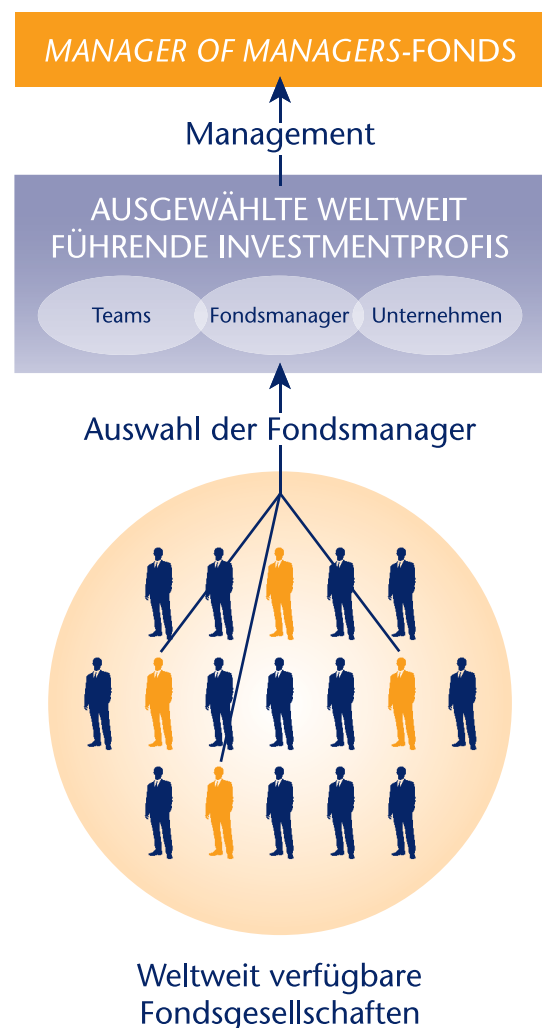 MANAGER OF MANAGERS-FONDS
Management
AUSGEWÄHLTE WELTWEIT
FÜHRENDE INVESTMENTPROFIS
Teams Fondsmanager Unternehmen
Auswahl der Fondsmanager
Weltweit verfügbare
Fondsgesellschaften